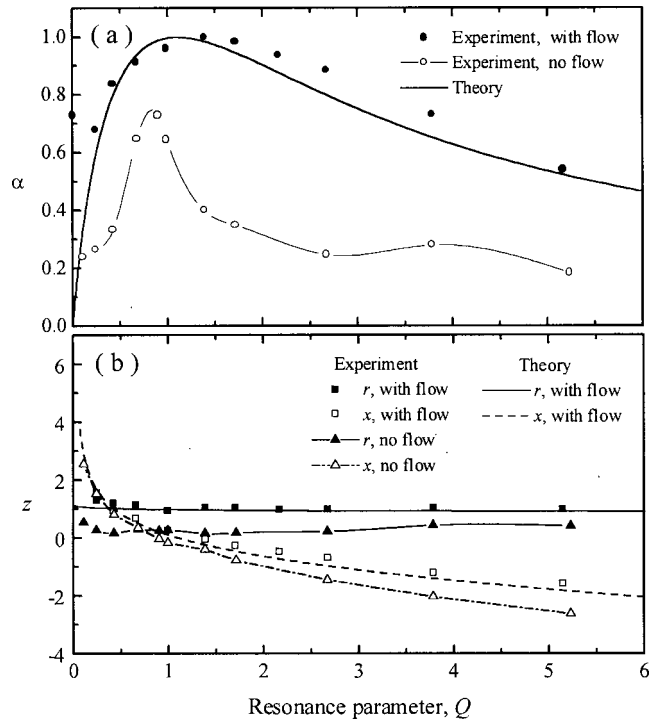 ( a )
Experiment, with flow
Experiment, no flow
Theory
1.0
0.8
0.6
0.4
0.2
0.0
α
( b )
Experiment
Theory
r, with flow
x, with flow
r, no flow
x, no flow
r, with flow
x, with flow
6
4
2
0
-2
-4
z
0 1 2 3 4 5 6
Resonance parameter, Q